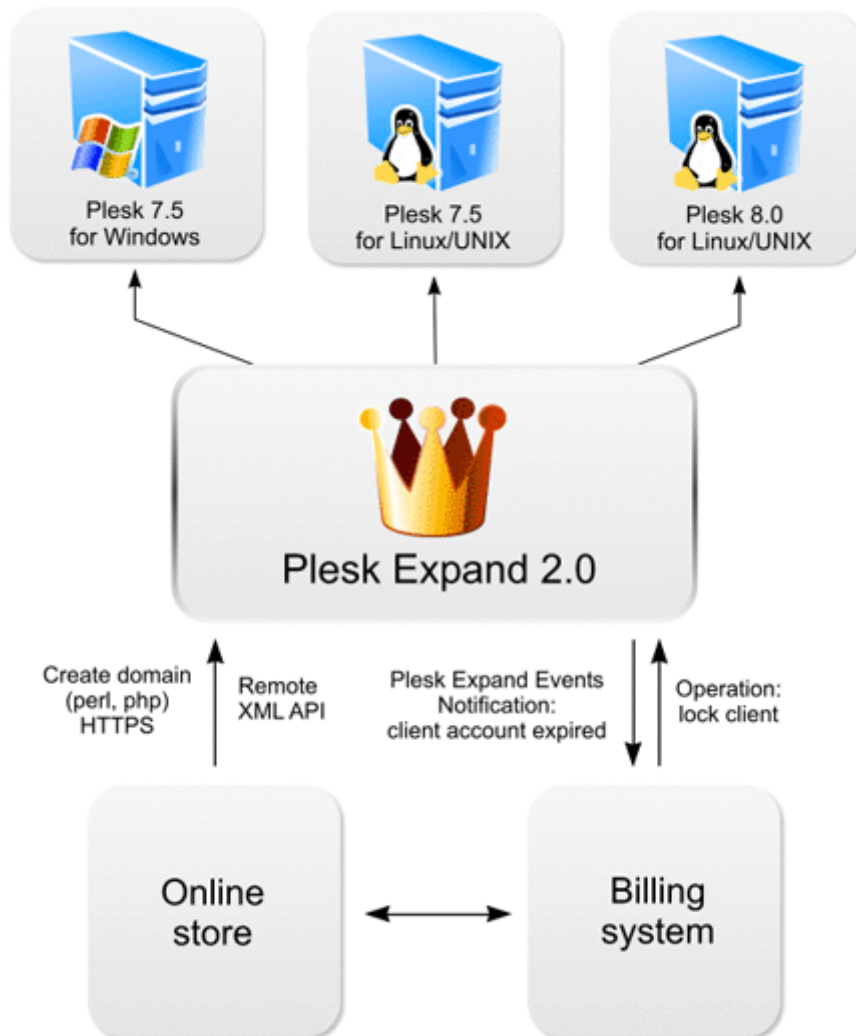 Plesk 7.5
for Windows
Plesk 7.5
for Linux/UNIX
Plesk 8.0
for Linux/UNIX
Plesk Expand 2.0
Create domain
(perl, php)
HTTPS
Remote
XML API
Plesk Expand Events
Notification:
client account expired
Operation:
lock client
Online
store
Billing
system